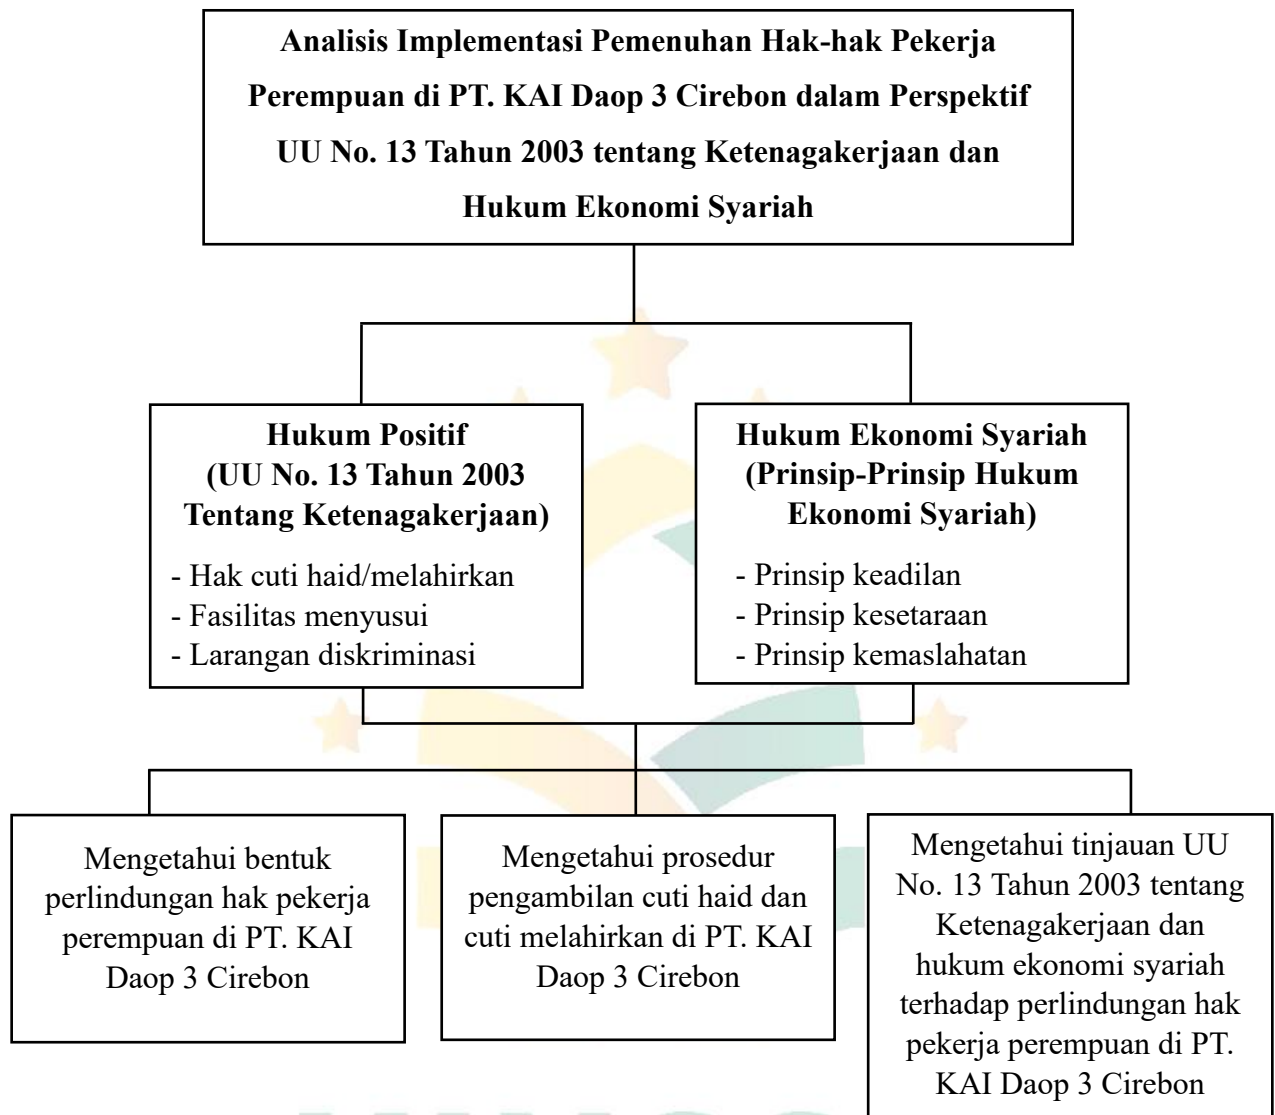 Analisis Implementasi Pemenuhan Hak-hak Pekerja
Perempuan di PT. KAI Daop 3 Cirebon dalam Perspektif
UU No. 13 Tahun 2003 tentang Ketenagakerjaan dan
Hukum Ekonomi Syariah
Hukum Positif
(UU No. 13 Tahun 2003
Tentang Ketenagakerjaan)
- Hak cuti haid/melahirkan
- Fasilitas menyusui
- Larangan diskriminasi
Hukum Ekonomi Syariah
(Prinsip-Prinsip Hukum
Ekonomi Syariah)
- Prinsip keadilan
- Prinsip kesetaraan
- Prinsip kemaslahatan
Mengetahui bentuk
perlindungan hak pekerja
perempuan di PT. KAI
Daop 3 Cirebon
Mengetahui prosedur
pengambilan cuti haid dan
cuti melahirkan di PT. KAI
Daop 3 Cirebon
Mengetahui tinjauan UU
No. 13 Tahun 2003 tentang
Ketenagakerjaan dan
hukum ekonomi syariah
terhadap perlindungan hak
pekerja perempuan di PT.
KAI Daop 3 Cirebon